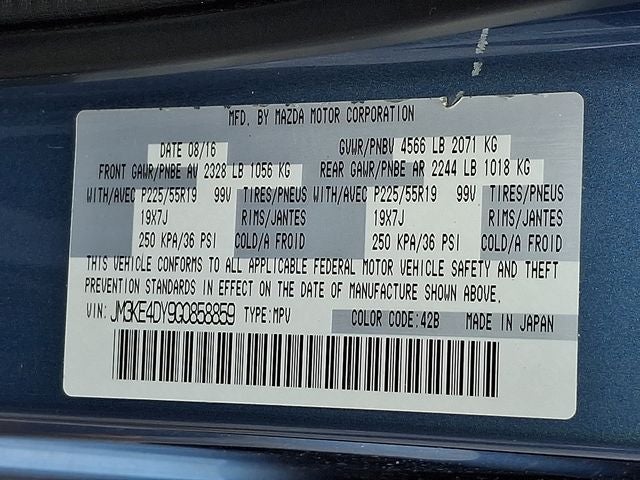 MFD. BY MAZDA MOTOR CORPORATION
DATE 08/16 GVWR/PNBV 4566 LB 2071 KG
FRONT GAWR/PNBE AV 2328 LB 1056 KG REAR GAWR/PNBE AR 2244 LB 1018 KG
WITH/AVEC P225/55R19 99V TIRES/PNEUS WITH/AVEC P225/55R19 99V TIRES/PNEUS
19X7J RIMS/JANTES 19X7J RIMS/JANTES
250 KPA/36 PSI COLD/A FROID 250 KPA/36 PSI COLD/A FROID
THIS VEHICLE CONFORMS TO ALL APPLICABLE FEDERAL MOTOR VEHICLE SAFETY AND THEFT
PREVENTION STANDARDS IN EFFECT ON THE DATE OF MANUFACTURE SHOWN ABOVE.
VIN: JM3KE4DY9G0858859 TYPE:MPV COLOR CODE:42B MADE IN JAPAN